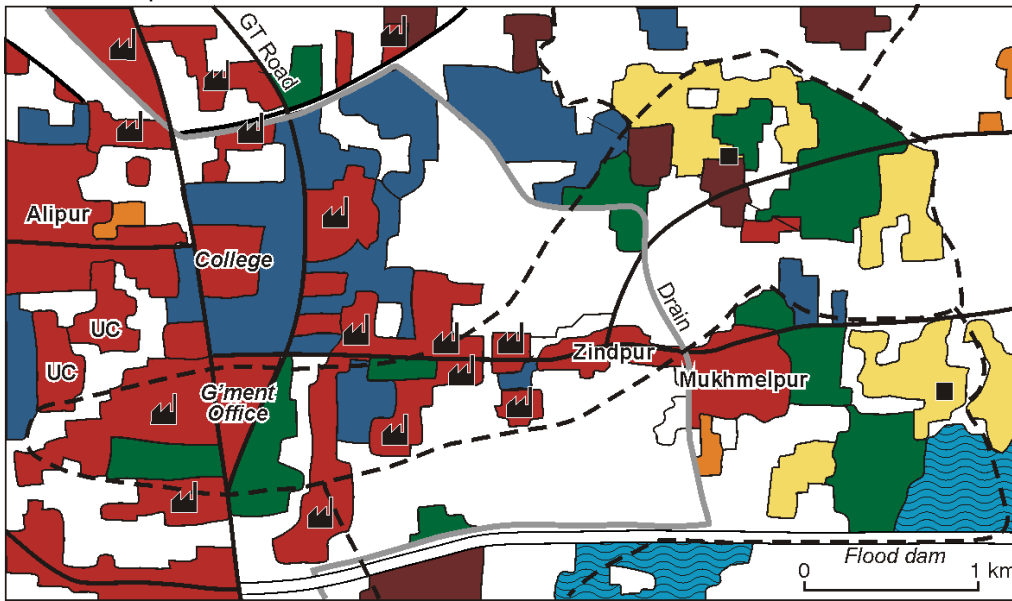 GT Road
Alipur
College
UC
UC
Drain
Zindpur
Mukhmelpur
G'ment
Office
Flood dam
0 1 km